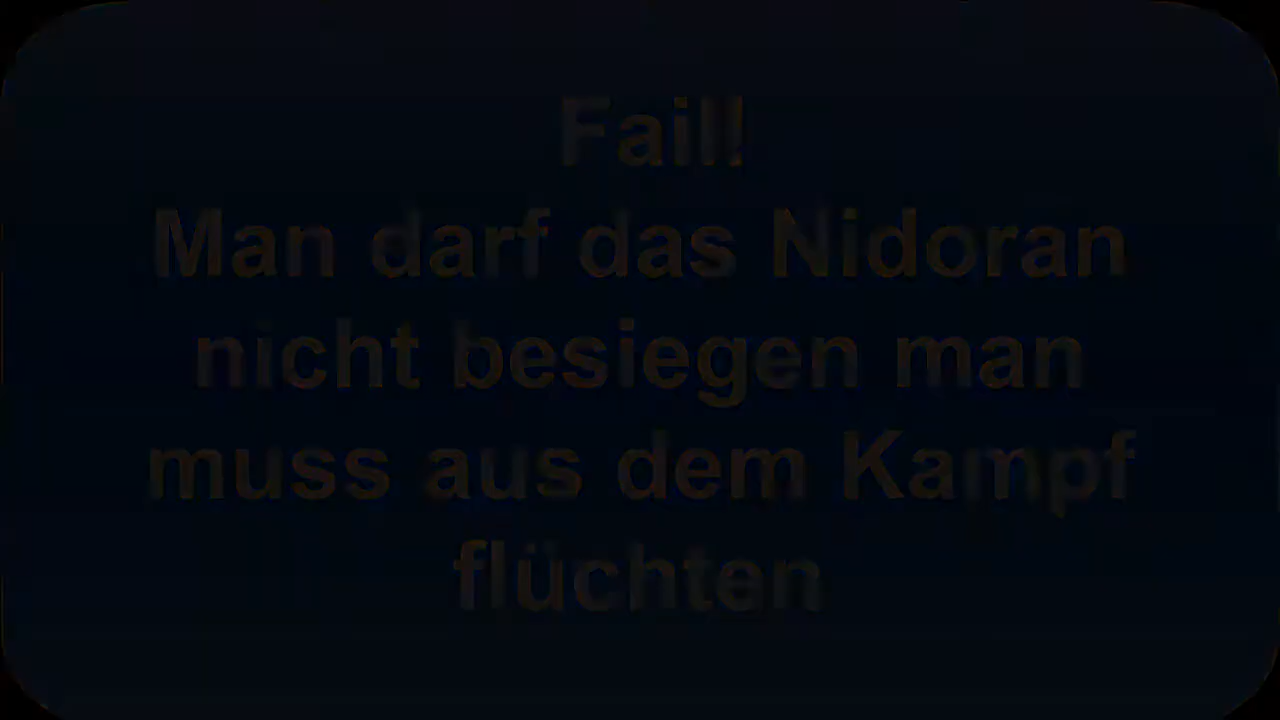 Fail!
Man darf das Nidoran
nicht besiegen man
muss aus dem Kampf
flüchten